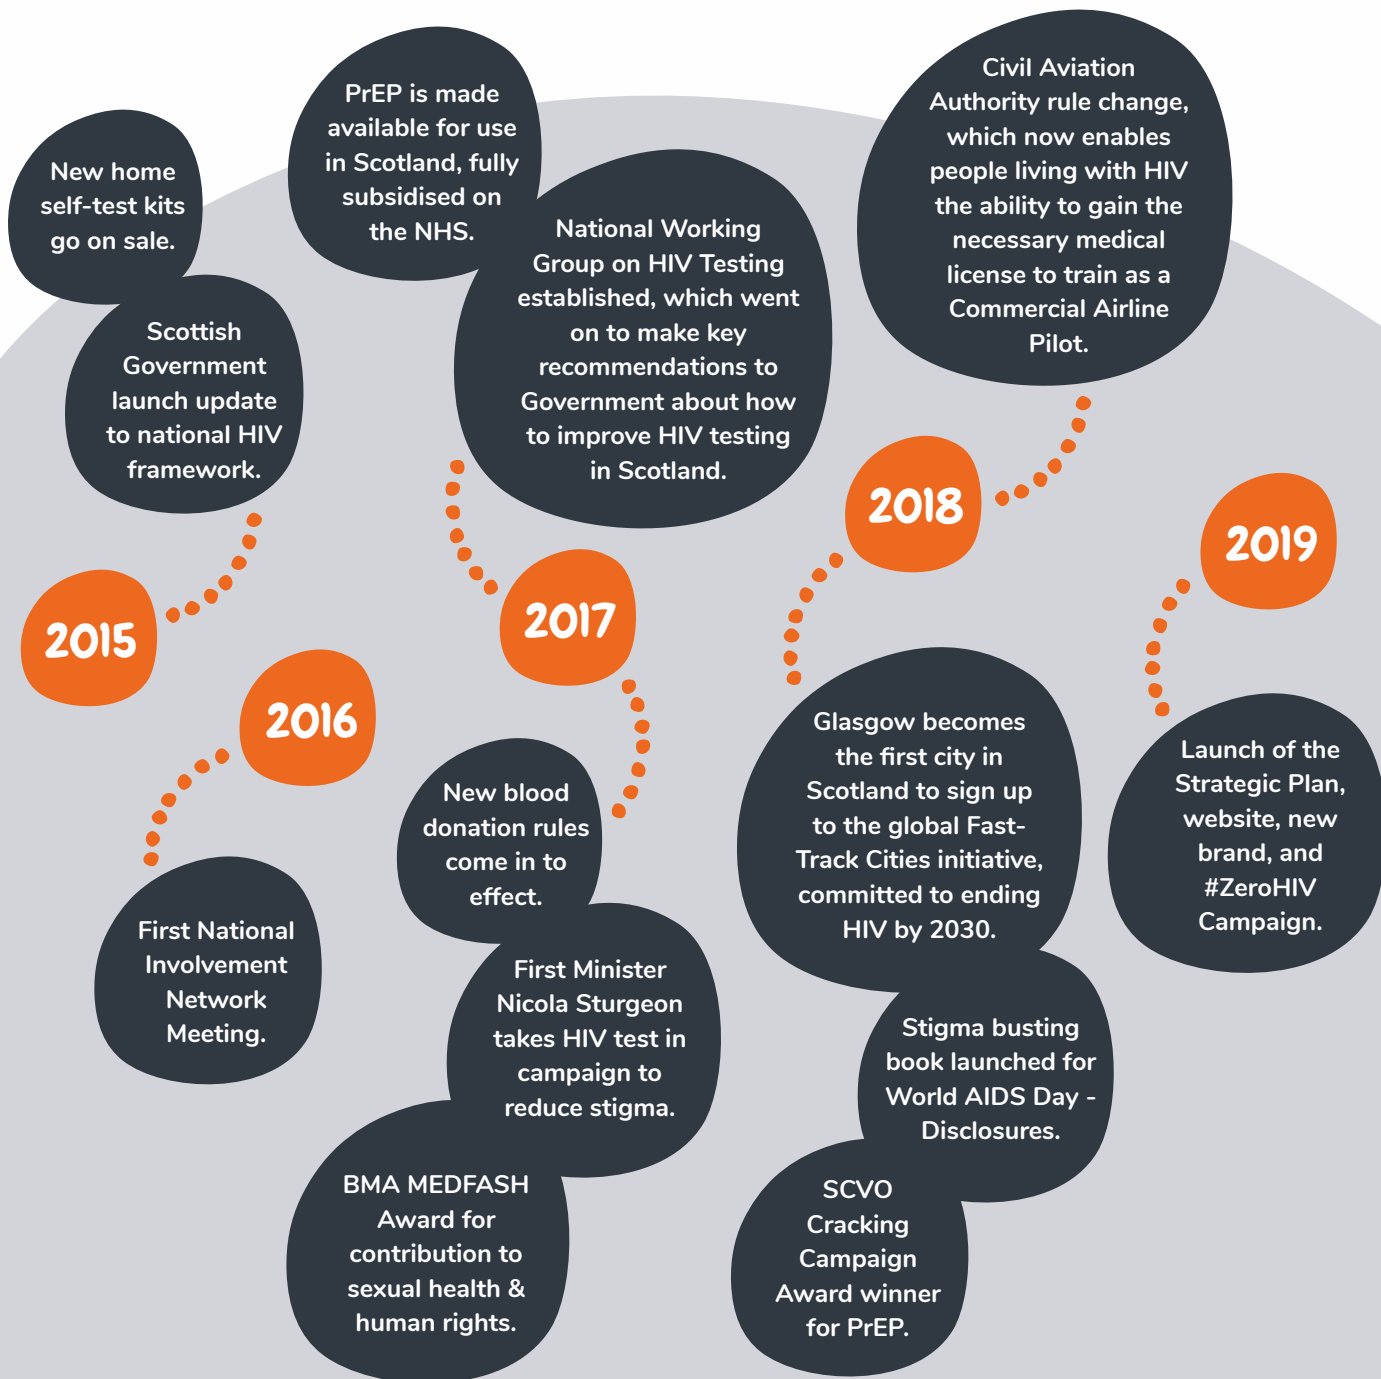 New home
self-test kits
go on sale.
Scottish
Government
launch update
to national HIV
framework.
2015
2016
First National
Involvement
Network
Meeting.
PrEP is made
available for use
in Scotland, fully
subsidised on
the NHS.
National Working
Group on HIV Testing
established, which went
on to make key
recommendations to
Government about how
to improve HIV testing
in Scotland.
2017
New blood
donation rules
come in to
effect.
First Minister
Nicola Sturgeon
takes HIV test in
campaign to
reduce stigma.
BMA MEDFASH
Award for
contribution to
sexual health &
human rights.
Civil Aviation
Authority rule change,
which now enables
people living with HIV
the ability to gain the
necessary medical
license to train as a
Commercial Airline
Pilot.
2018
Glasgow becomes
the first city in
Scotland to sign up
to the global Fast-
Track Cities initiative,
committed to ending
HIV by 2030.
Stigma busting
book launched for
World AIDS Day -
Disclosures.
SCVO
Cracking
Campaign
Award winner
for PrEP.
2019
Launch of the
Strategic Plan,
website, new
brand, and
#ZeroHIV
Campaign.